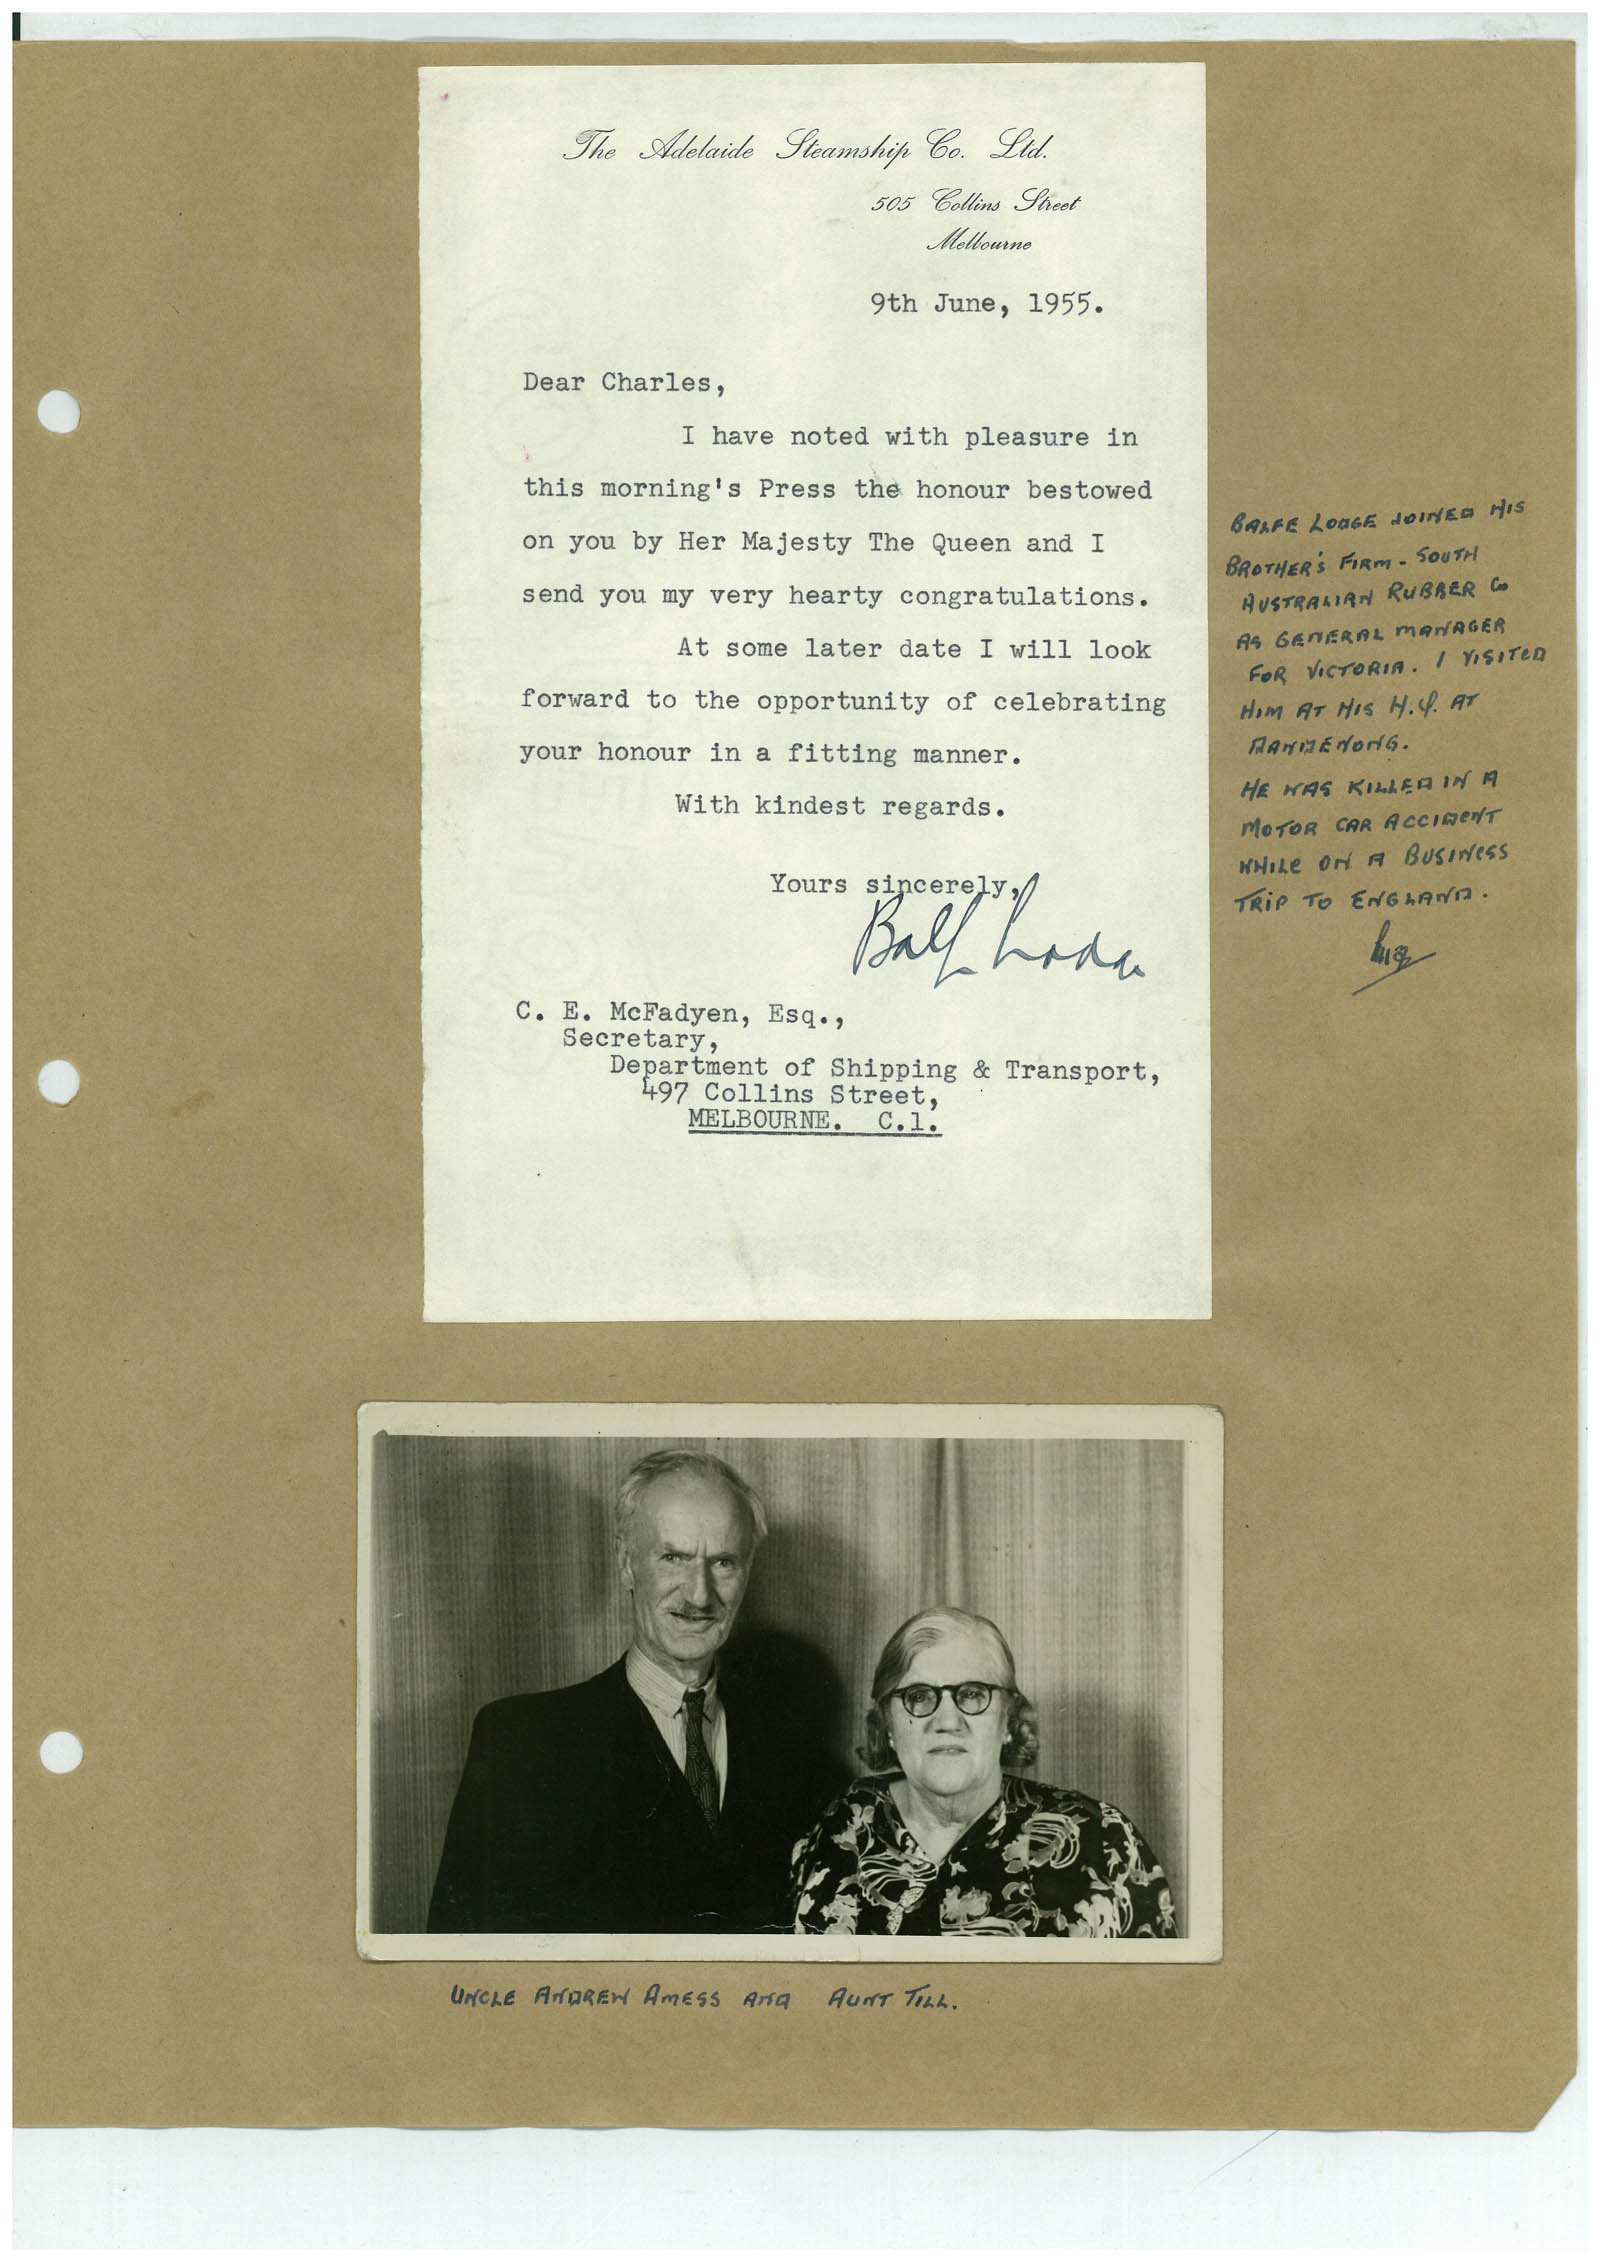 The Adelaide Steamship Co. Ltd.
505 Collins Street
Melbourne
9th June, 1955.
Dear Charles,
I have noted with pleasure in
this morning's Press the honour bestowed
on you by Her Majesty The Queen and I
send you my very hearty congratulations.
At some later date I will look
forward to the opportunity of celebrating
your honour in a fitting manner.
With kindest regards.
Yours sincerely,
Balfe Lodge
C. E. McFadyen, Esq.,
Secretary,
Department of Shipping & Transport,
497 Collins Street,
MELBOURNE. C.1.
BALFE LODGE JOINED HIS
BROTHER'S FIRM - SOUTH
AUSTRALIAN RUBBER Co
AS GENERAL MANAGER
FOR VICTORIA. I VISITED
HIM AT HIS H.Q. AT
DANDENONG.
HE WAS KILLED IN A
MOTOR CAR ACCIDENT
WHILE ON A BUSINESS
TRIP TO ENGLAND.
UNCLE ANDREW AMESS AND AUNT TILL.